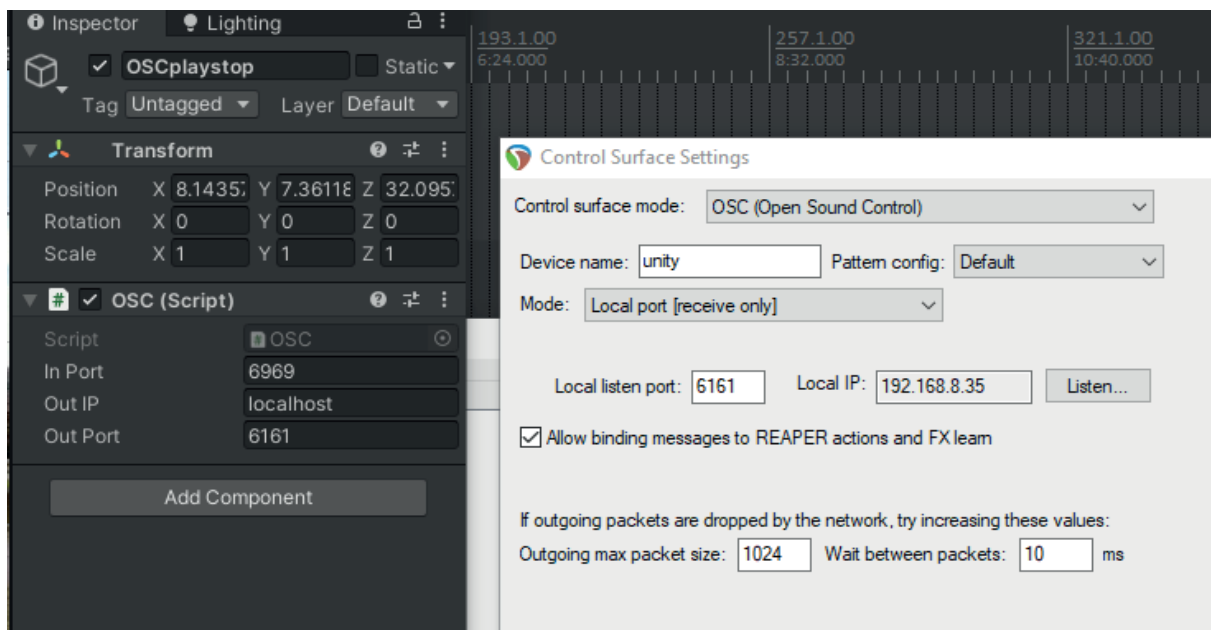 Inspector
Lighting
OSCplaystop
Static
Tag Untagged
Layer Default
Transform
Position X 8.14357 Y 7.36118 Z 32.095
Rotation X 0 Y 0 Z 0
Scale X 1 Y 1 Z 1
# OSC (Script)
Script # OSC
In Port 6969
Out IP localhost
Out Port 6161
Add Component
193.1.00
6:24.000
257.1.00
8:32.000
321.1.00
10:40.000
Control Surface Settings
Control surface mode: OSC (Open Sound Control)
Device name: unity Pattern config: Default
Mode: Local port [receive only]
Local listen port: 6161 Local IP: 192.168.8.35 Listen...
Allow binding messages to REAPER actions and FX learn
If outgoing packets are dropped by the network, try increasing these values:
Outgoing max packet size: 1024 Wait between packets: 10 ms